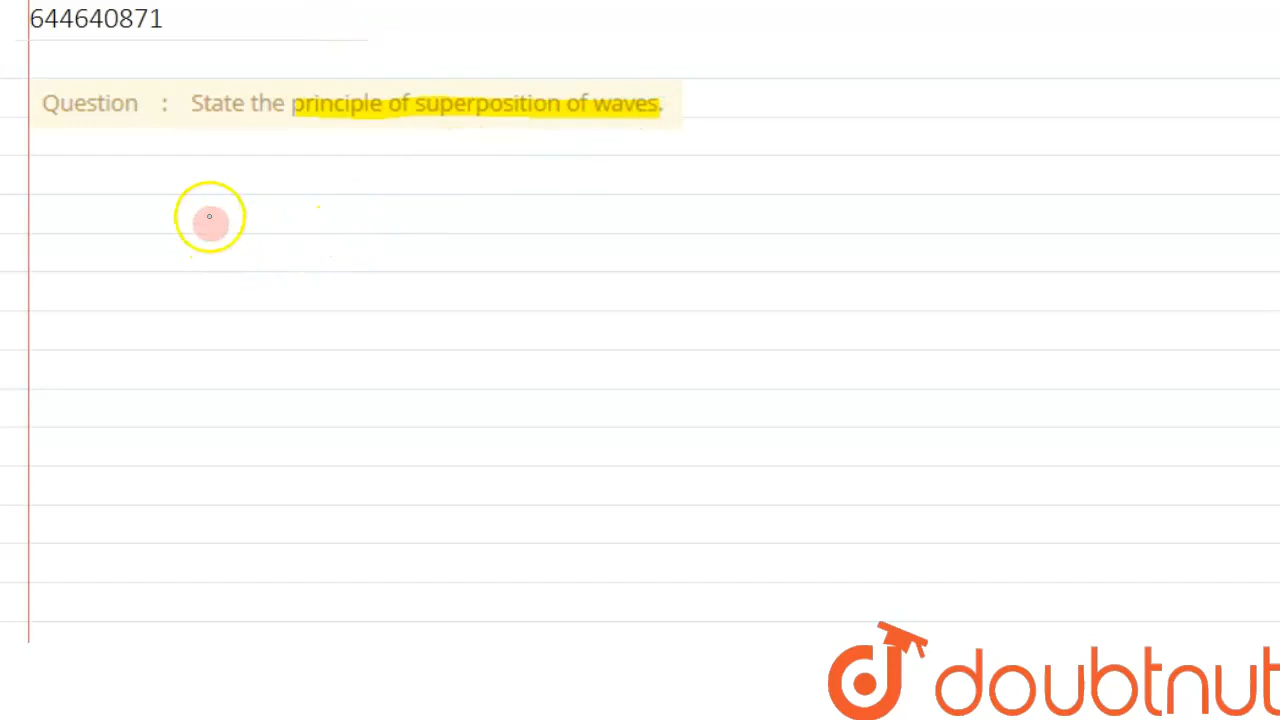 644640871
Question : State the principle of superposition of waves.
doubtnut